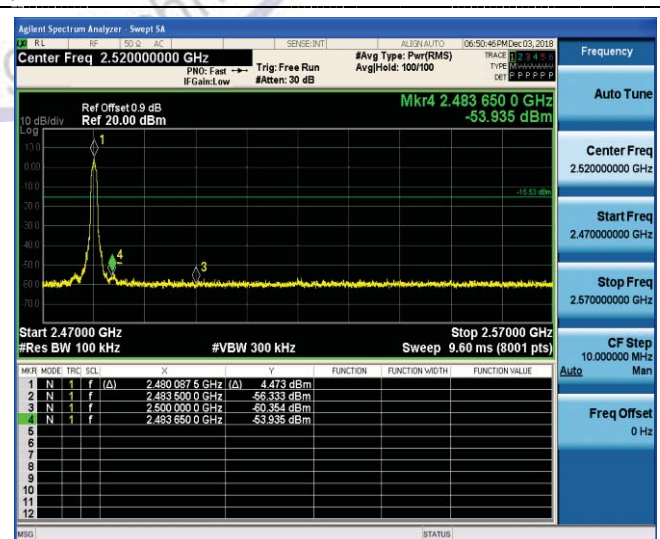 Agilent Spectrum Analyzer - Swept SA
RL RF 50 Ω AC SENSE:INT ALIGN AUTO 06:50:46 PM Dec 03, 2018
Center Freq 2.520000000 GHz
#Avg Type: Pwr(RMS) TRACE 1 2 3 4 5 6
PNO: Fast Trig: Free Run Avg|Hold: 100/100 TYPE
IFGain:Low #Atten: 30 dB DET P P P P P P
Frequency
Auto Tune
Center Freq
2.520000000 GHz
Start Freq
2.470000000 GHz
Stop Freq
2.570000000 GHz
CF Step
10.000000 MHz
Auto Man
Freq Offset
0 Hz
Mkr4 2.483 650 0 GHz
-53.935 dBm
Ref Offset 0.9 dB
10 dB/div Ref 20.00 dBm
Log
1
10.0
0.00
-10.0
-15.53 dBm
-20.0
-30.0
-40.0
4
-50.0
3
-60.0
-70.0
Start 2.47000 GHz Stop 2.57000 GHz
#Res BW 100 kHz #VBW 300 kHz Sweep 9.60 ms (8001 pts)
MKR MODE TRC SCL X Y FUNCTION FUNCTION WIDTH FUNCTION VALUE
1 N 1 f (Δ) 2.480 087 5 GHz (Δ) 4.473 dBm
2 N 1 f 2.483 500 0 GHz -56.333 dBm
3 N 1 f 2.500 000 0 GHz -60.354 dBm
4 N 1 f 2.483 650 0 GHz -53.935 dBm
5
6
7
8
9
10
11
12
MSG STATUS